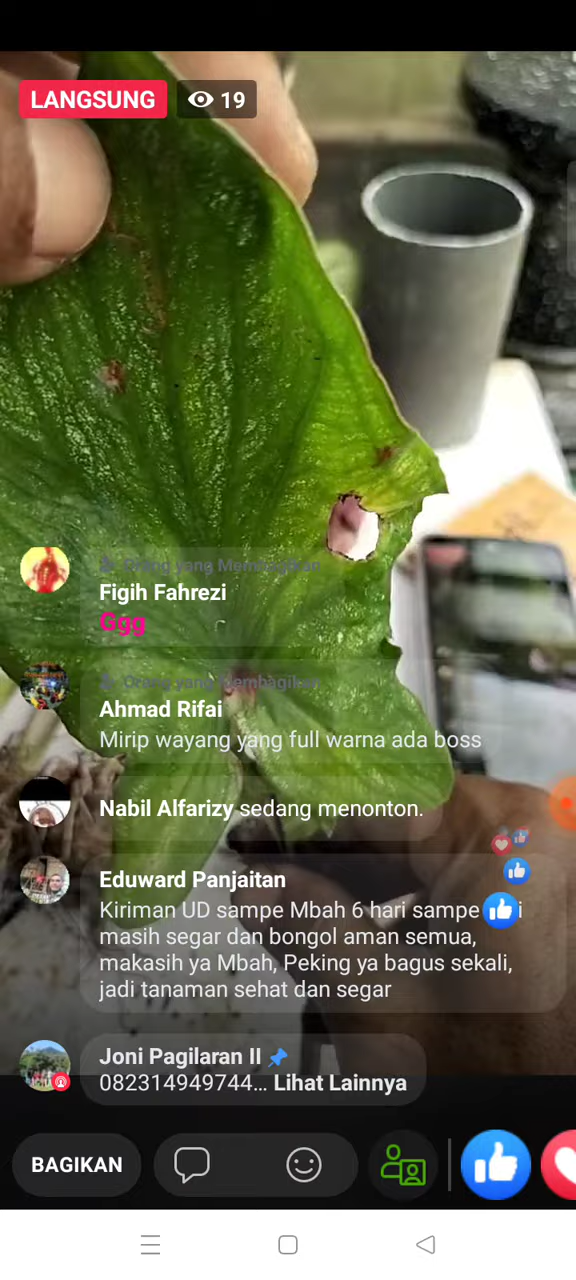 LANGSUNG
19
Orang yang Membagikan
Figih Fahrezi
Ggg
Orang yang Membagikan
Ahmad Rifai
Mirip wayang yang full warna ada boss
Nabil Alfarizy sedang menonton.
Eduward Panjaitan
Kiriman UD sampe Mbah 6 hari sampe
masih segar dan bongol aman semua,
makasih ya Mbah, Peking ya bagus sekali,
jadi tanaman sehat dan segar
Joni Pagilaran II
082314949744... Lihat Lainnya
BAGIKAN